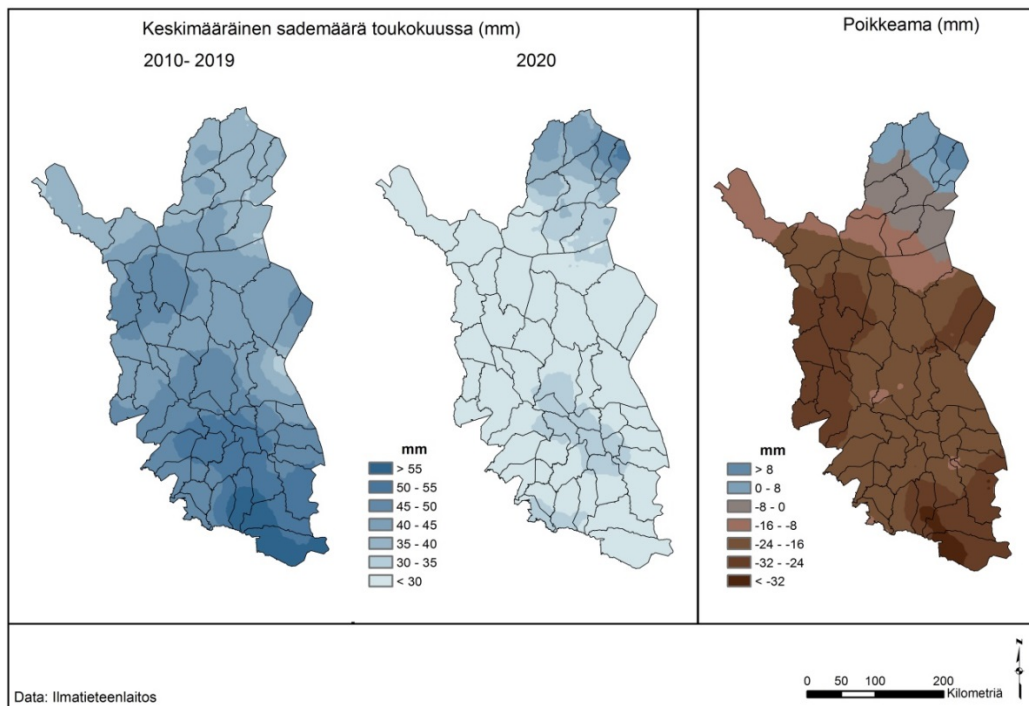 Keskimääräinen sademäärä toukokuussa (mm)
2010- 2019
2020
Poikkeama (mm)
mm
> 55
50 - 55
45 - 50
40 - 45
35 - 40
30 - 35
< 30
mm
> 8
0 - 8
-8 - 0
-16 - -8
-24 - -16
-32 - -24
< -32
Data: Ilmatieteenlaitos
N
0 50 100 200
Kilometriä